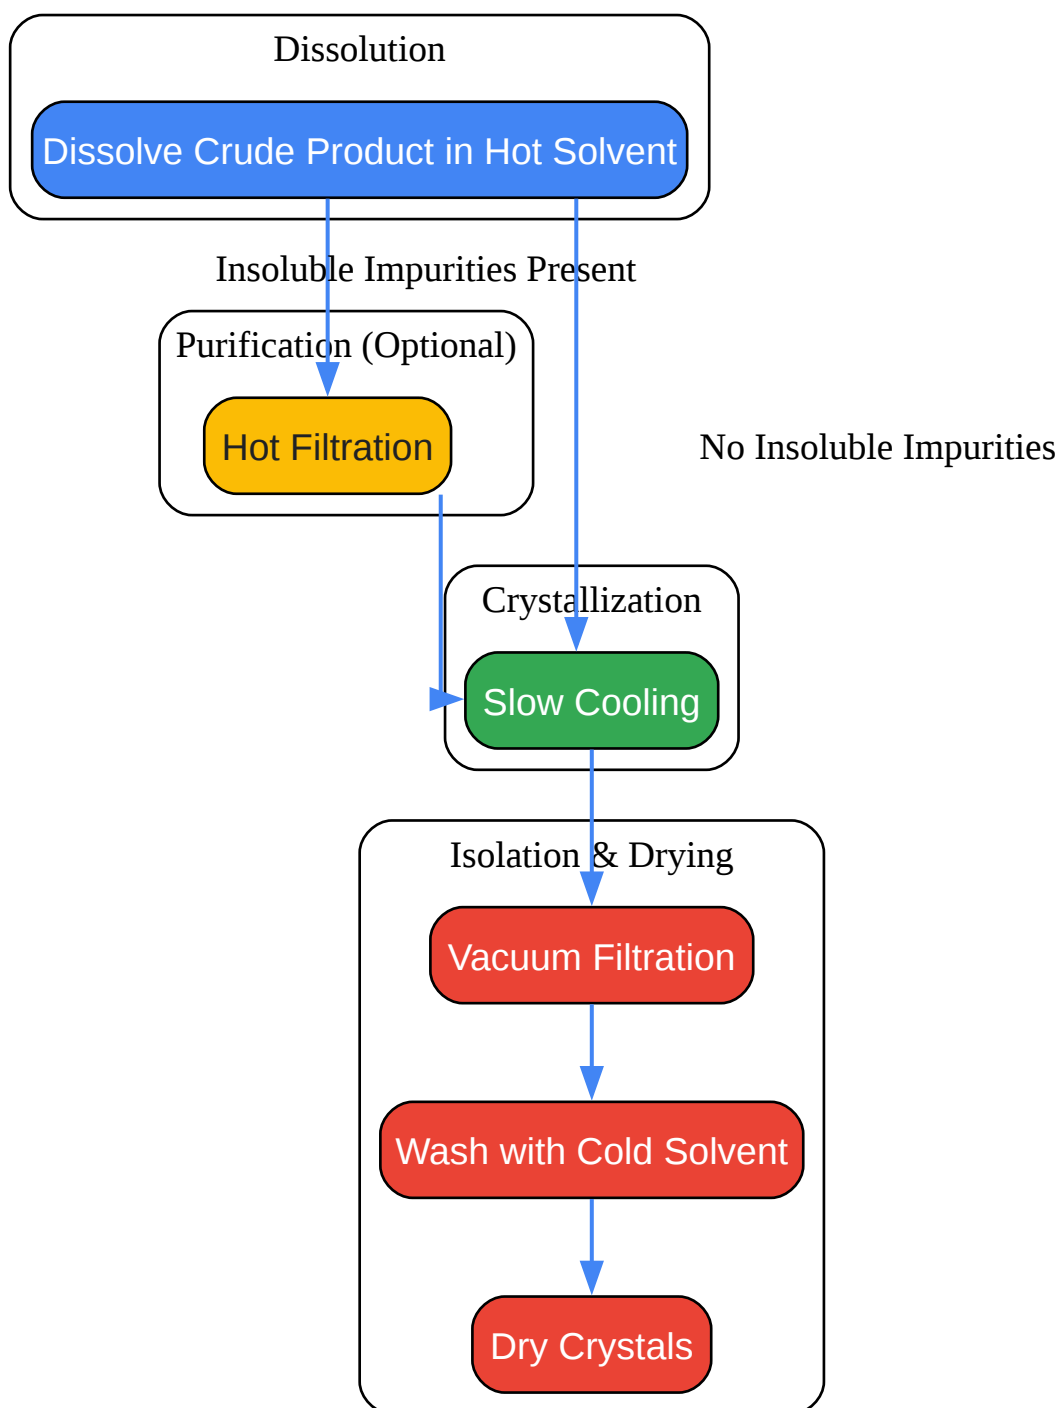 Dissolution
Dissolve Crude Product in Hot Solvent
Insoluble Impurities Present
Purification (Optional)
Hot Filtration
No Insoluble Impurities
Crystallization
Slow Cooling
Isolation & Drying
Vacuum Filtration
Wash with Cold Solvent
Dry Crystals